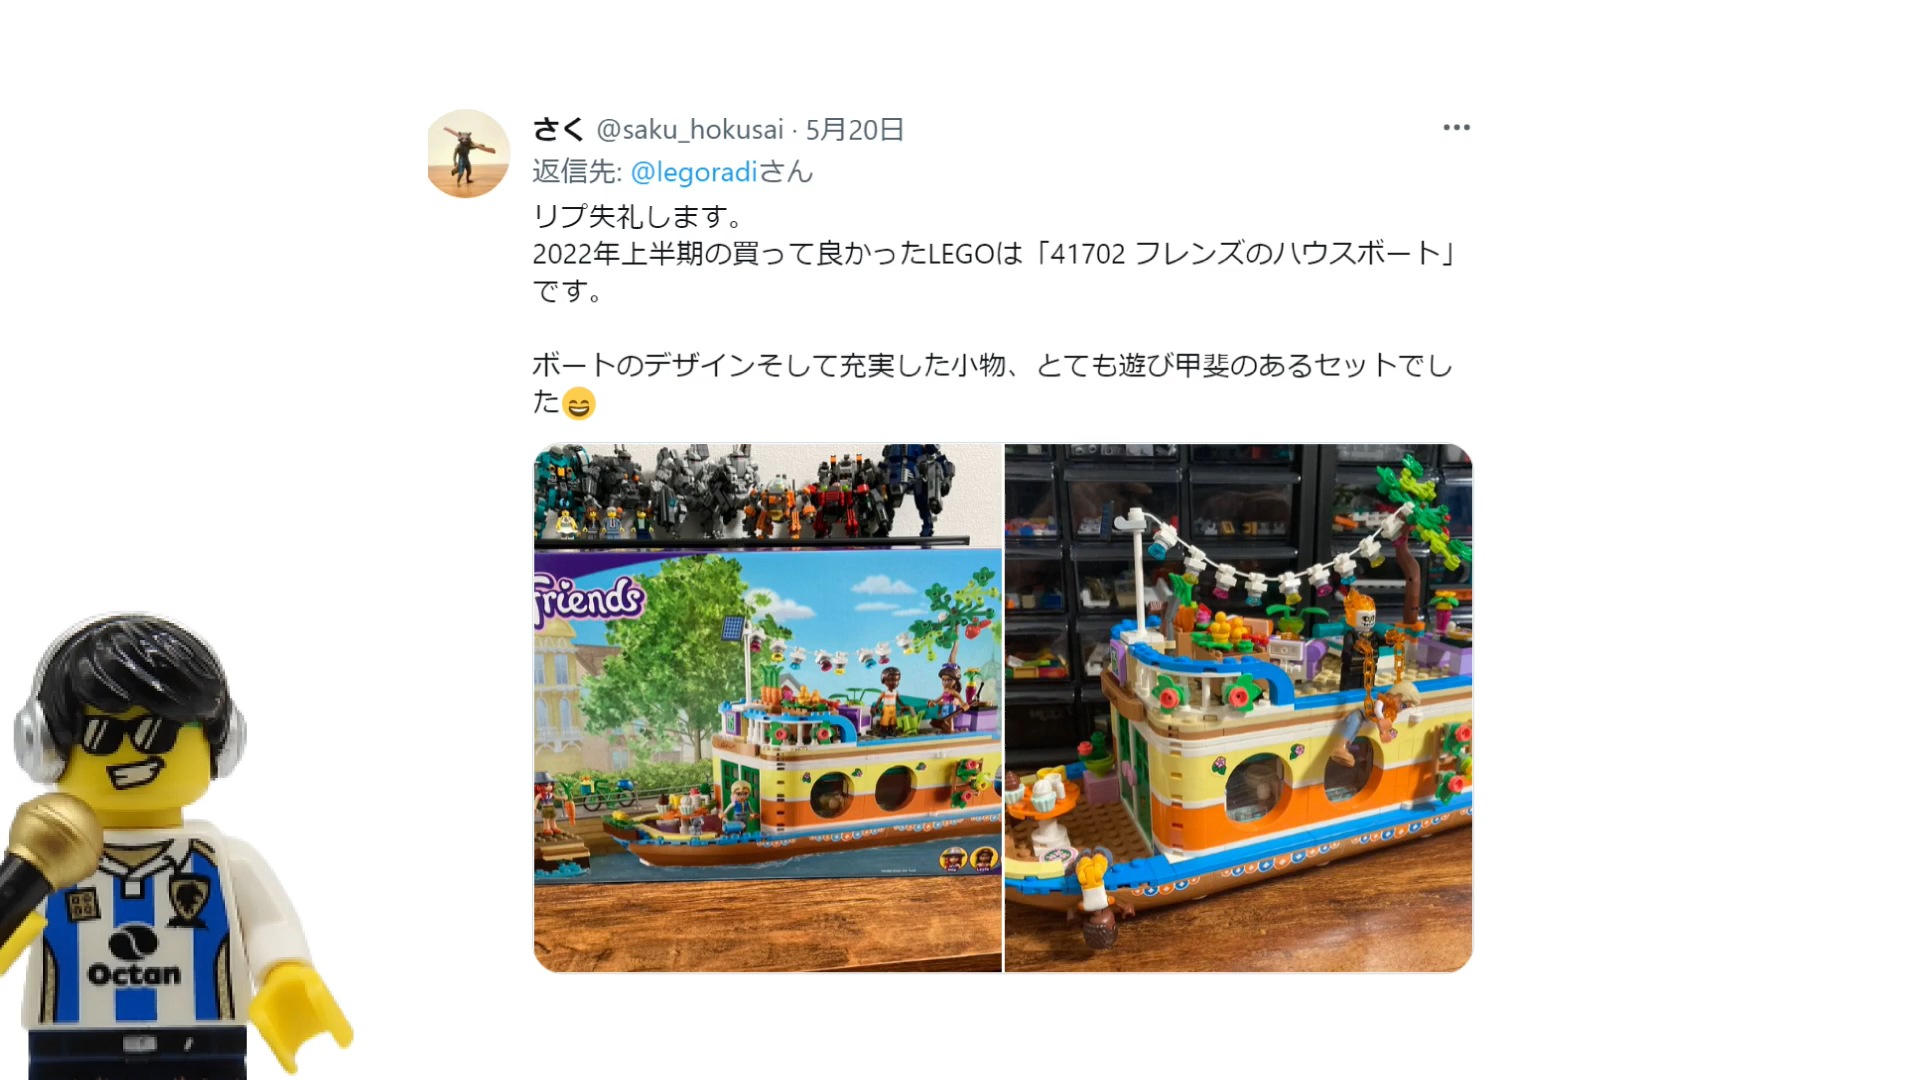 さく @saku_hokusai · 5月20日
返信先: @legoradiさん
リプ失礼します。
2022年上半期の買って良かったLEGOは「41702 フレンズのハウスボート」
です。
ボートのデザインそして充実した小物、とても遊び甲斐のあるセットでし
た😄
Friends
Octan